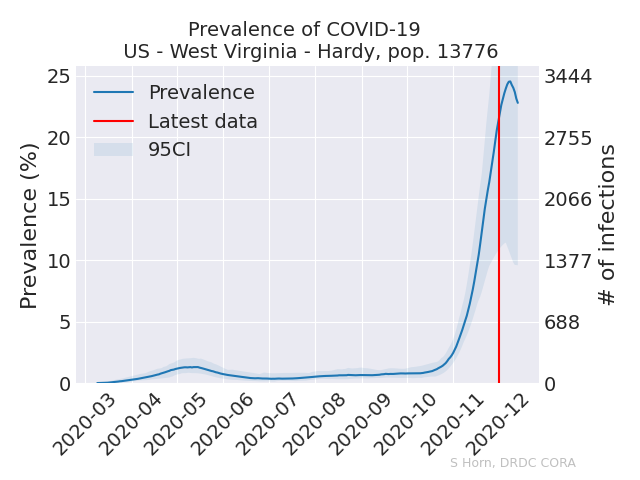 Prevalence of COVID-19
US - West Virginia - Hardy, pop. 13776
Prevalence
Latest data
95CI
Prevalence (%)
25
20
15
10
5
0
3444
2755
2066
1377
688
0
# of infections
2020-03
2020-04
2020-05
2020-06
2020-07
2020-08
2020-09
2020-10
2020-11
2020-12
S Horn, DRDC CORA